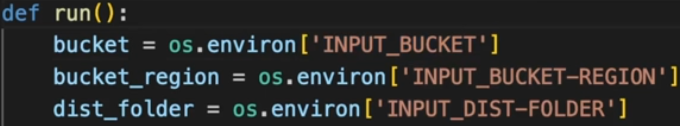 def run():
    bucket = os.environ['INPUT_BUCKET']
    bucket_region = os.environ['INPUT_BUCKET-REGION']
    dist_folder = os.environ['INPUT_DIST-FOLDER']